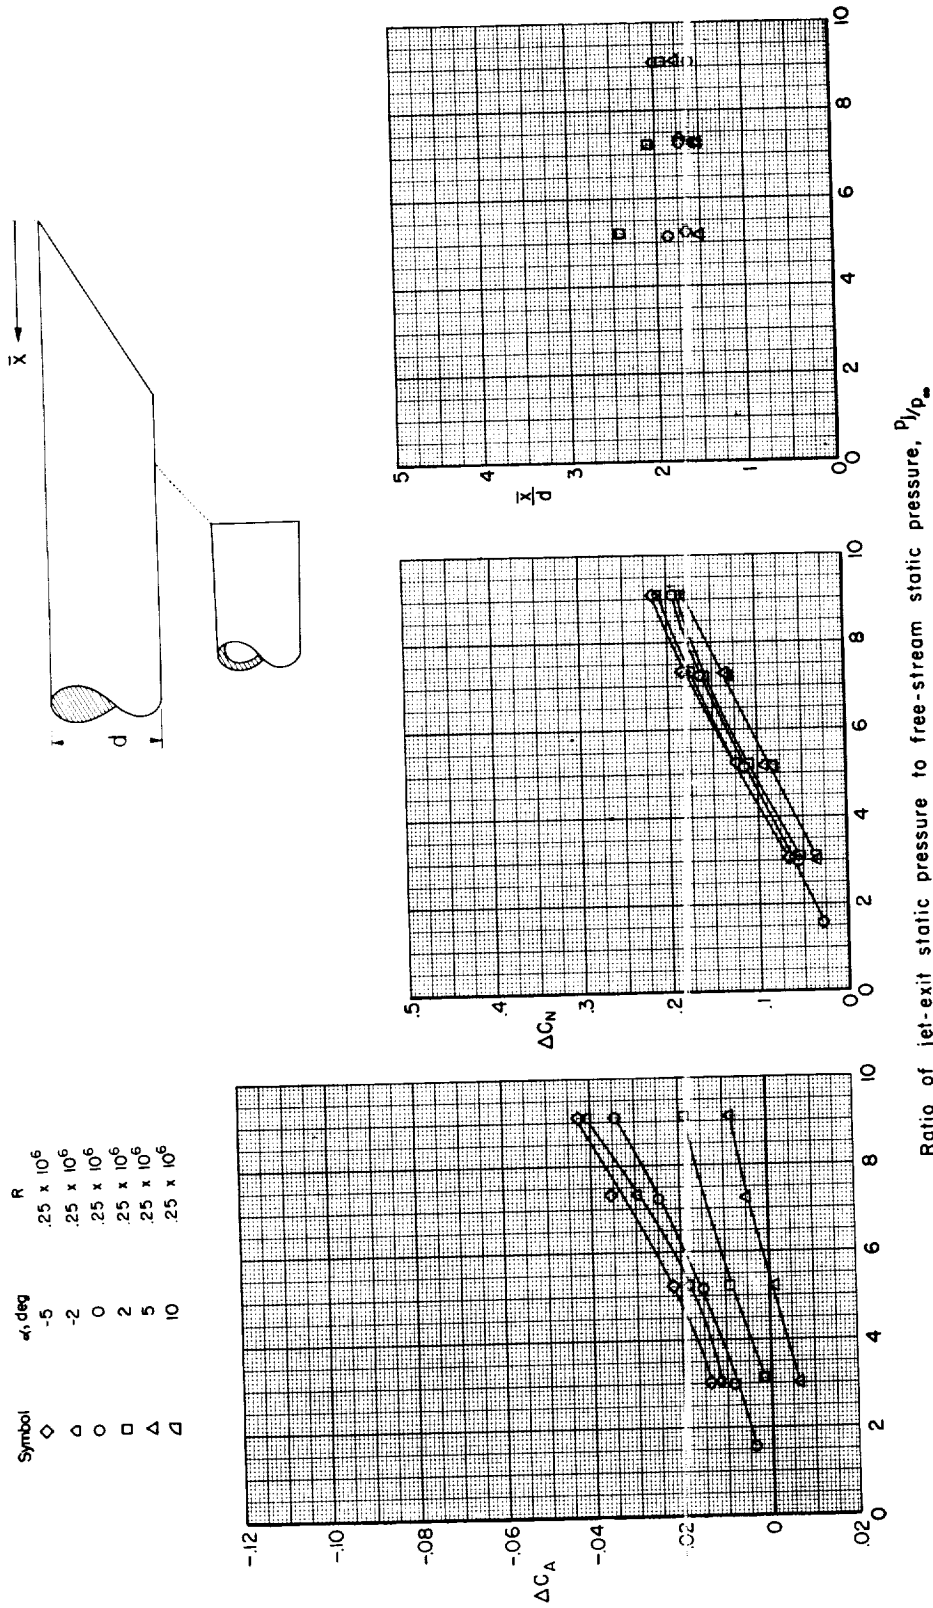 Symbol α, deg R
-5 .25 x 10⁶
-2 .25 x 10⁶
0 .25 x 10⁶
2 .25 x 10⁶
5 .25 x 10⁶
10 .25 x 10⁶
x̄
d
-.12
-.10
-.08
-.06
ΔC_A
-.04
-.02
0
.02
0 2 4 6 8 10
.5
.4
ΔC_N
.3
.2
.1
0
0 2 4 6 8 10
5
4
x̄/d
3
2
1
0
0 2 4 6 8 10
Ratio of jet-exit static pressure to free-stream static pressure, p_j/p_∞